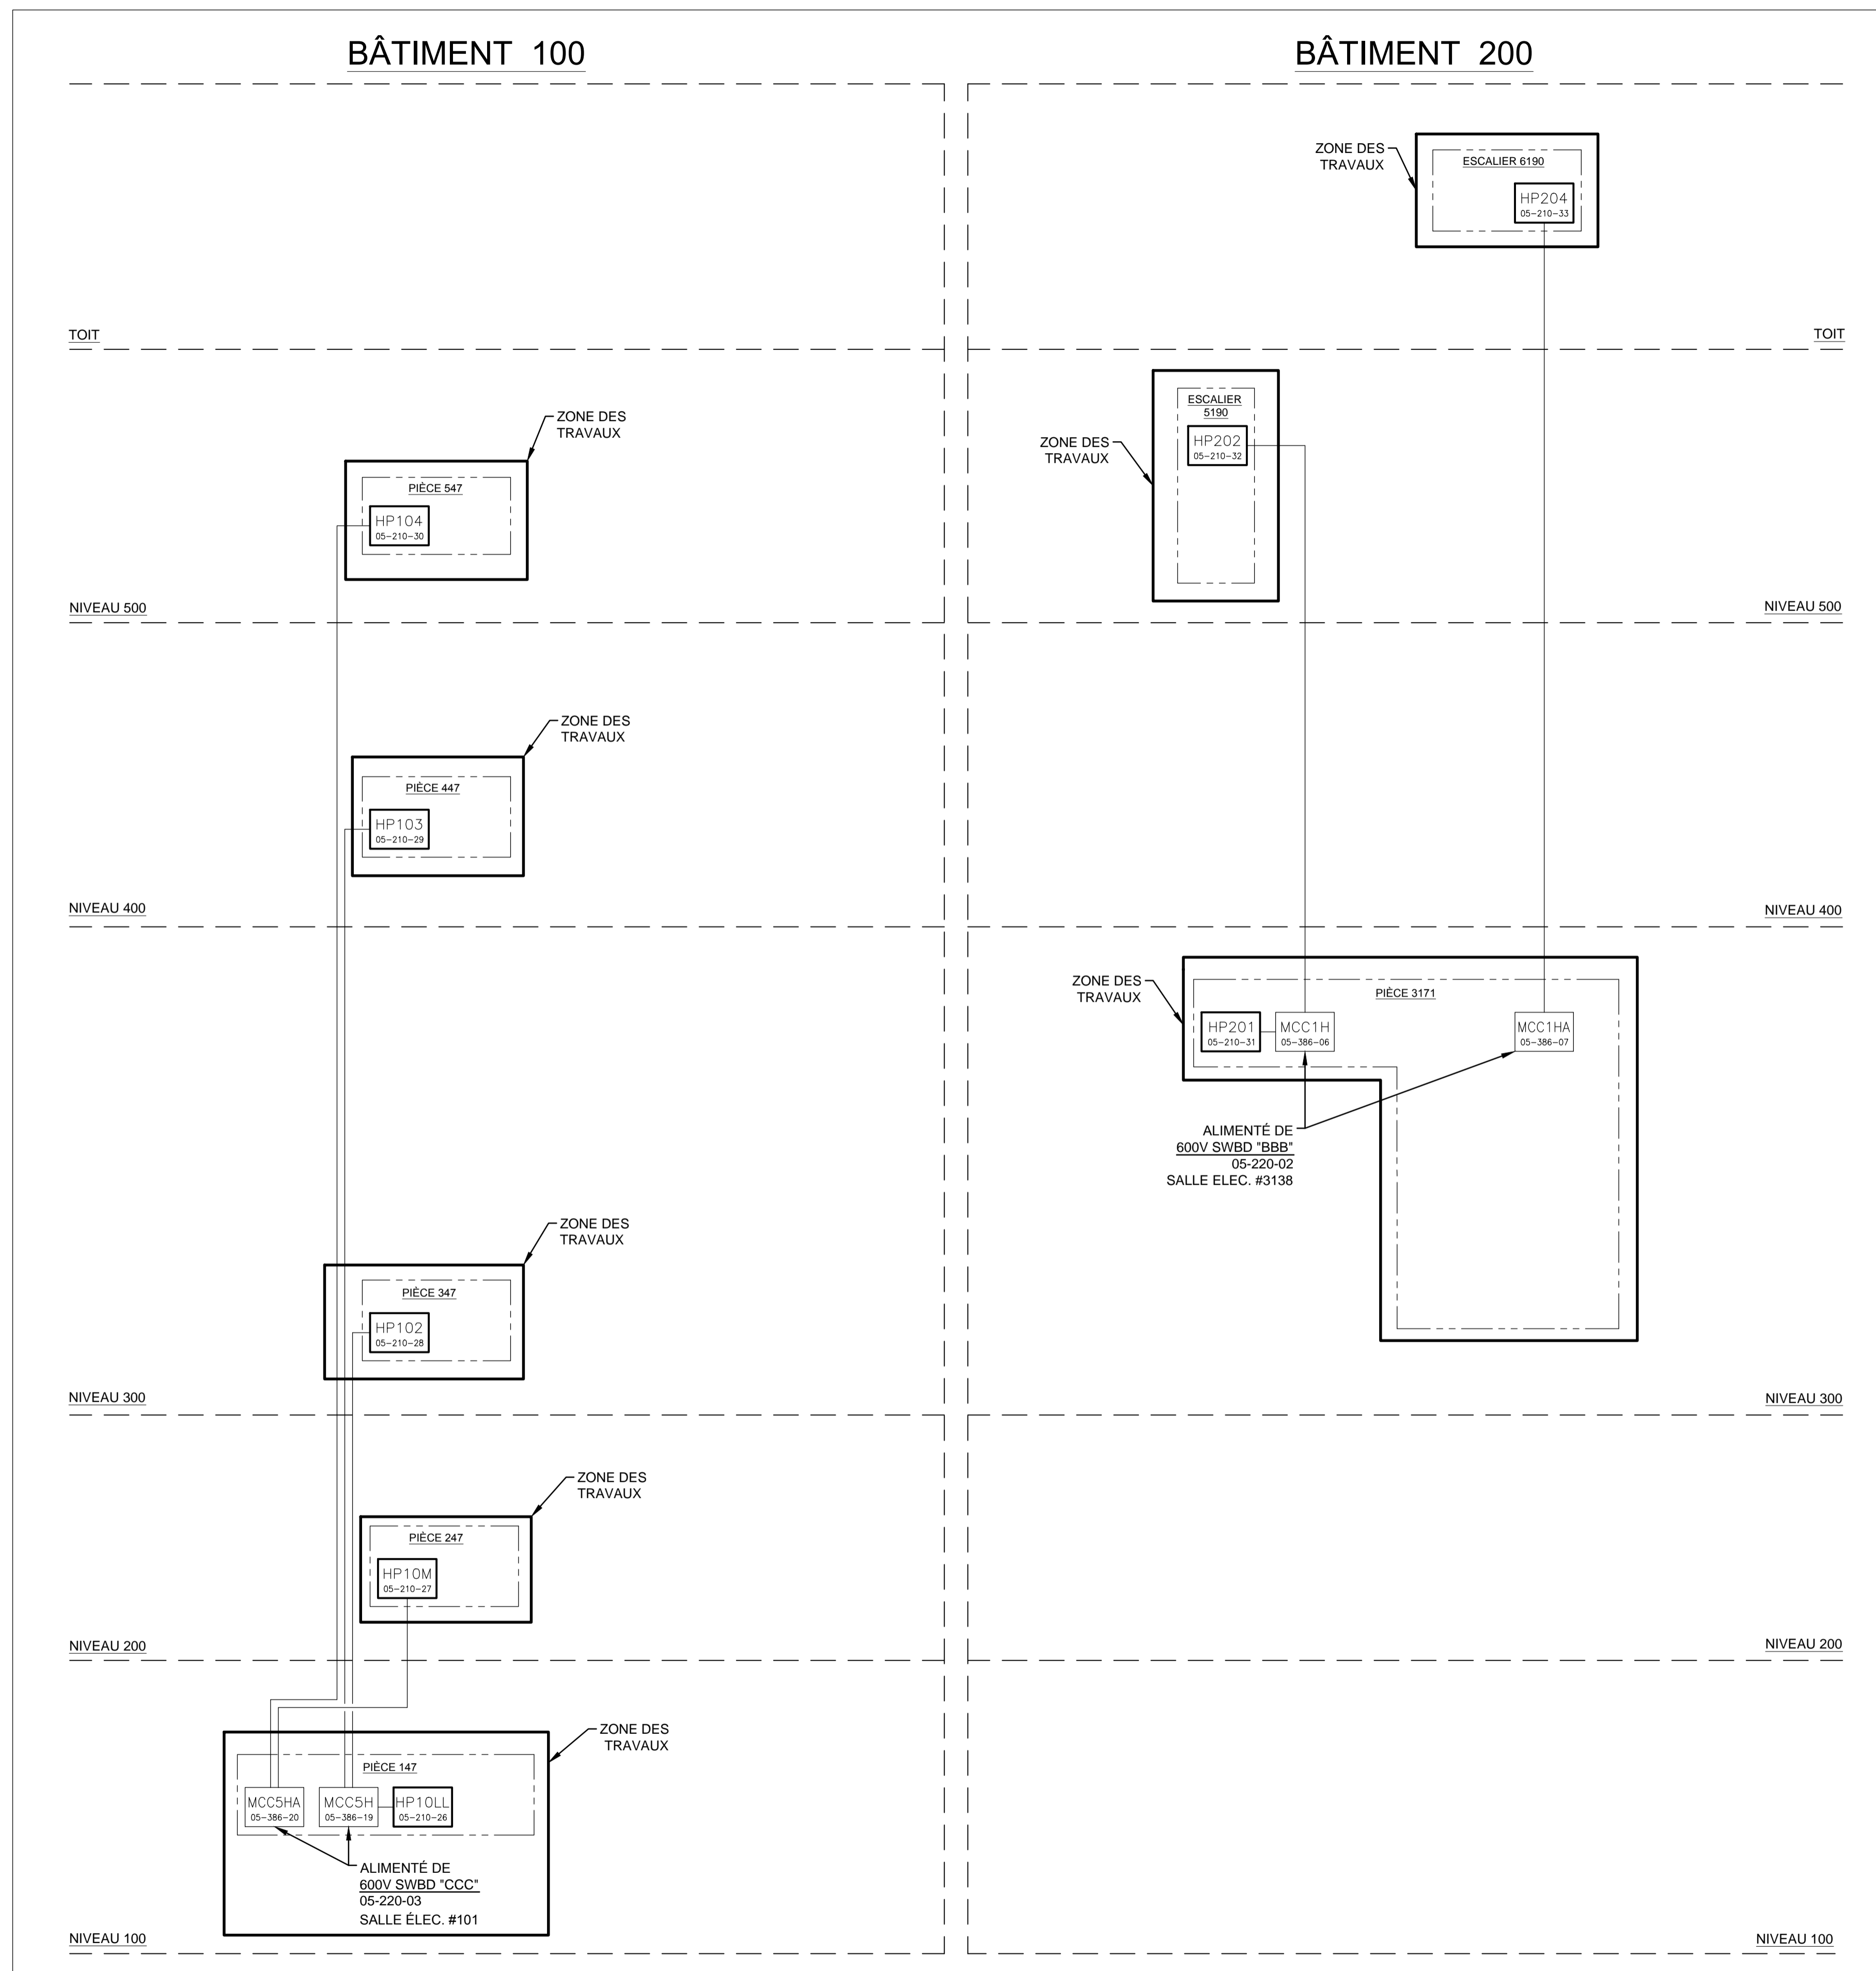 BÂTIMENT 100
TOIT
ZONE DES
TRAVAUX
PIÈCE 547
HP104
05-210-30
NIVEAU 500
ZONE DES
TRAVAUX
PIÈCE 447
HP103
05-210-29
NIVEAU 400
ZONE DES
TRAVAUX
PIÈCE 347
HP102
05-210-28
NIVEAU 300
ZONE DES
TRAVAUX
PIÈCE 247
HP10M
05-210-27
NIVEAU 200
ZONE DES
TRAVAUX
PIÈCE 147
MCC5HA
05-386-20
MCC5H
05-386-19
HP10LL
05-210-26
ALIMENTÉ DE
600V SWBD "CCC"
05-220-03
SALLE ÉLEC. #101
NIVEAU 100
BÂTIMENT 200
ZONE DES
TRAVAUX
ESCALIER 6190
HP204
05-210-33
TOIT
ESCALIER
5190
HP202
05-210-32
ZONE DES
TRAVAUX
NIVEAU 500
NIVEAU 400
ZONE DES
TRAVAUX
PIÈCE 3171
HP201
05-210-31
MCC1H
05-386-06
MCC1HA
05-386-07
ALIMENTÉ DE
600V SWBD "BBB"
05-220-02
SALLE ELEC. #3138
NIVEAU 300
NIVEAU 200
NIVEAU 100